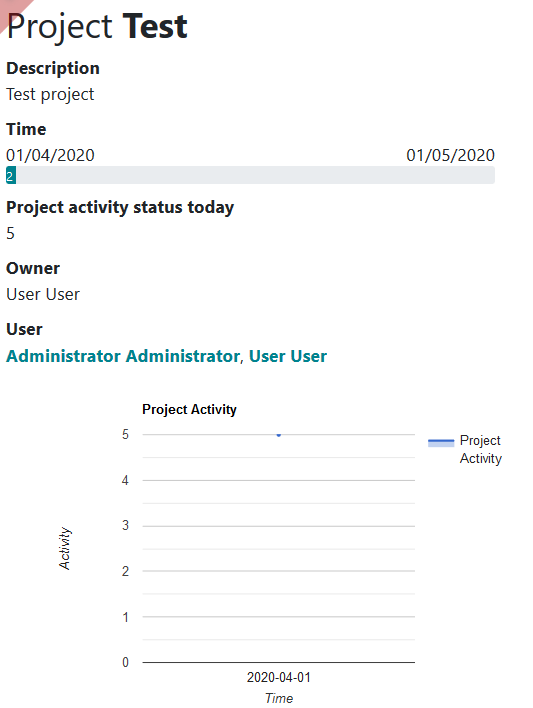 Project Test
Description
Test project
Time
01/04/2020 01/05/2020
2
Project activity status today
5
Owner
User User
User
Administrator Administrator, User User
Project Activity
5
4
3
2
1
0
Activity
2020-04-01
Time
Project
Activity